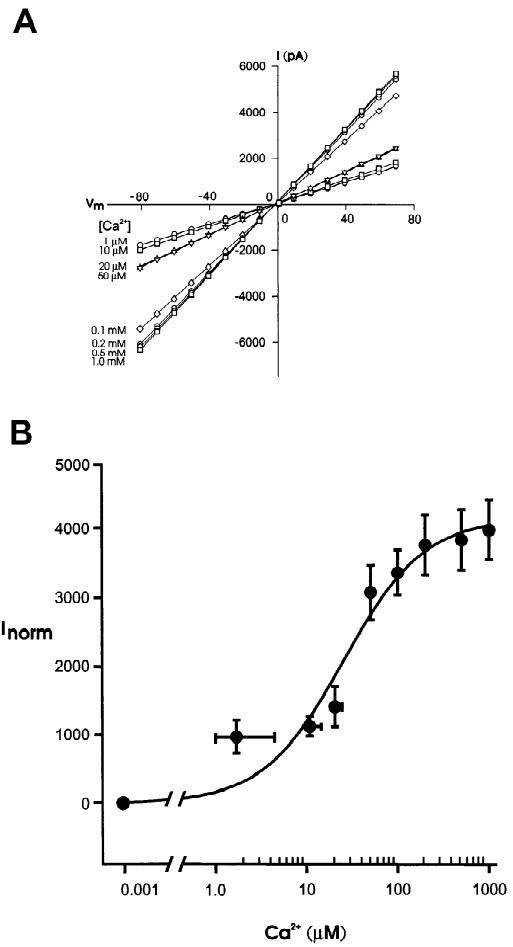 A
I (pA)
6000
4000
2000
Vm -80 -40 0
0 40 80
[Ca²⁺]
1 μM
10 μM
20 μM
50 μM
-2000
-4000
0.1 mM
0.2 mM
0.5 mM
1.0 mM
-6000
B
5000
4000
3000
Inorm
2000
1000
0
0.001 1.0 10 100 1000
Ca²⁺ (μM)